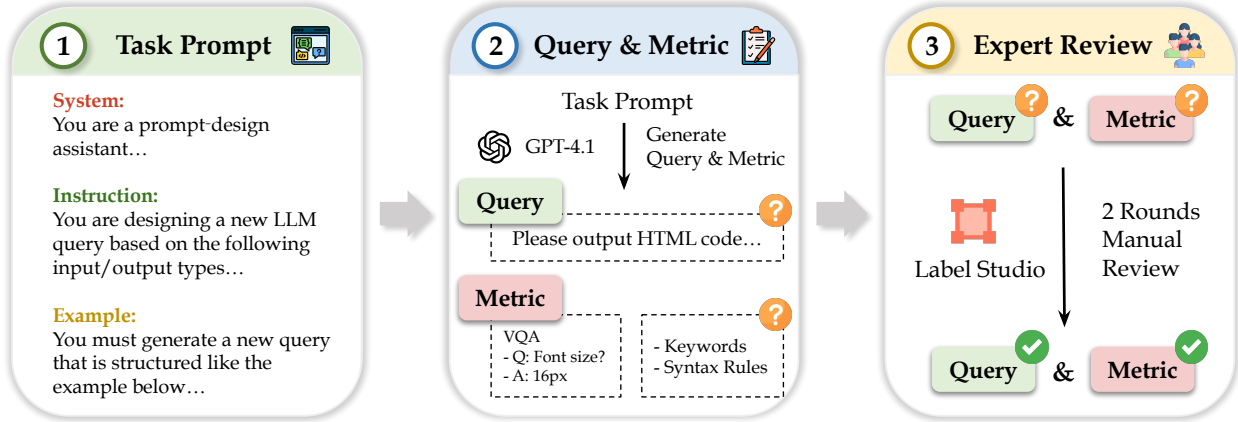 1 Task Prompt
System:
You are a prompt-design
assistant…
Instruction:
You are designing a new LLM
query based on the following
input/output types…
Example:
You must generate a new query
that is structured like the
example below…
2 Query & Metric
Task Prompt
GPT-4.1
Generate
Query & Metric
Query
?
Please output HTML code…
Metric
?
VQA
- Q: Font size?
- A: 16px
- Keywords
- Syntax Rules
3 Expert Review
Query ? & Metric ?
Label Studio
2 Rounds
Manual
Review
Query & Metric